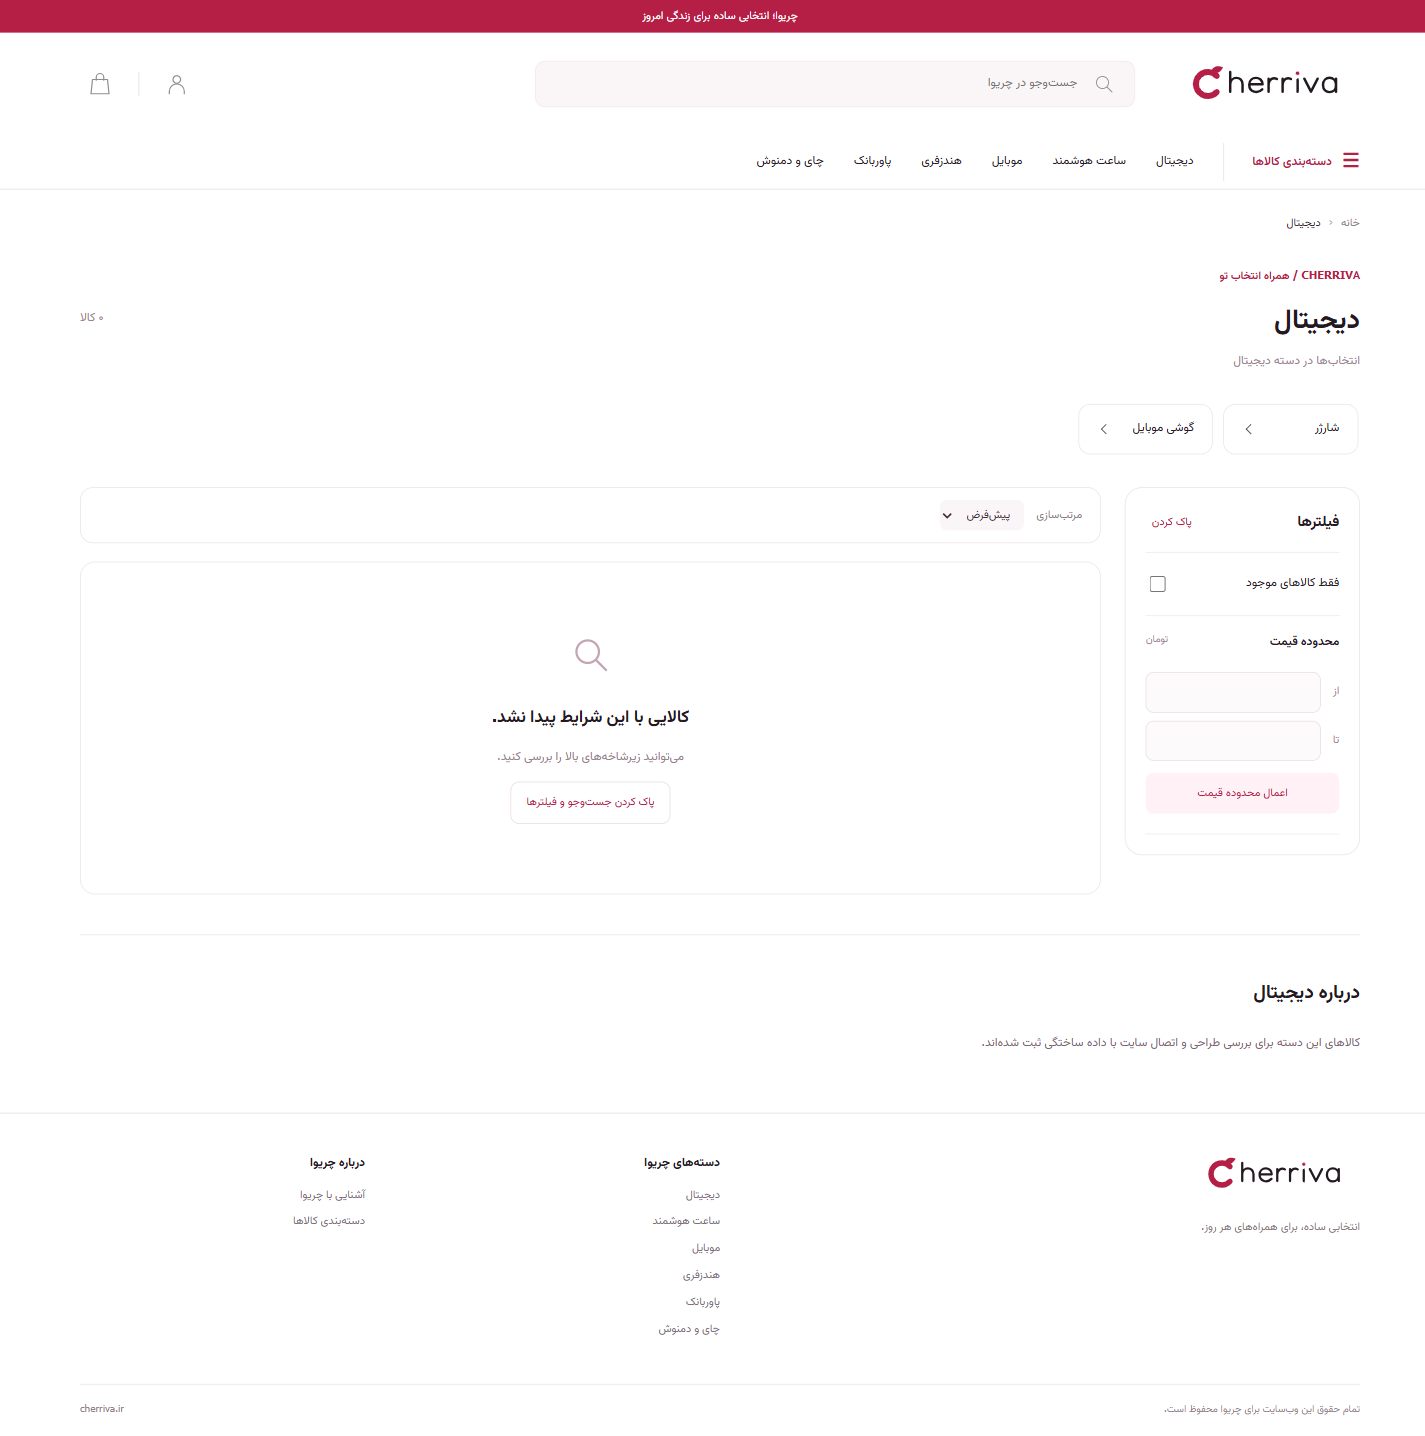 چریوا؛ انتخابی ساده برای زندگی امروز
Cherriva
جست‌وجو در چریوا
دسته‌بندی کالاها
دیجیتال
ساعت هوشمند
موبایل
هندزفری
پاوربانک
چای و دمنوش
خانه
دیجیتال
CHERRIVA / همراه انتخاب تو
دیجیتال
۰ کالا
انتخاب‌ها در دسته دیجیتال
شارژر
گوشی موبایل
فیلترها
پاک کردن
فقط کالاهای موجود
محدوده قیمت
تومان
از
تا
اعمال محدوده قیمت
مرتب‌سازی
پیش‌فرض
کالایی با این شرایط پیدا نشد.
می‌توانید زیرشاخه‌های بالا را بررسی کنید.
پاک کردن جست‌وجو و فیلترها
درباره دیجیتال
کالاهای این دسته برای بررسی طراحی و اتصال سایت با داده ساختگی ثبت شده‌اند.
Cherriva
انتخابی ساده، برای همراه‌های هر روز.
دسته‌های چریوا
دیجیتال
ساعت هوشمند
موبایل
هندزفری
پاوربانک
چای و دمنوش
درباره چریوا
آشنایی با چریوا
دسته‌بندی کالاها
تمام حقوق این وب‌سایت برای چریوا محفوظ است.
cherriva.ir